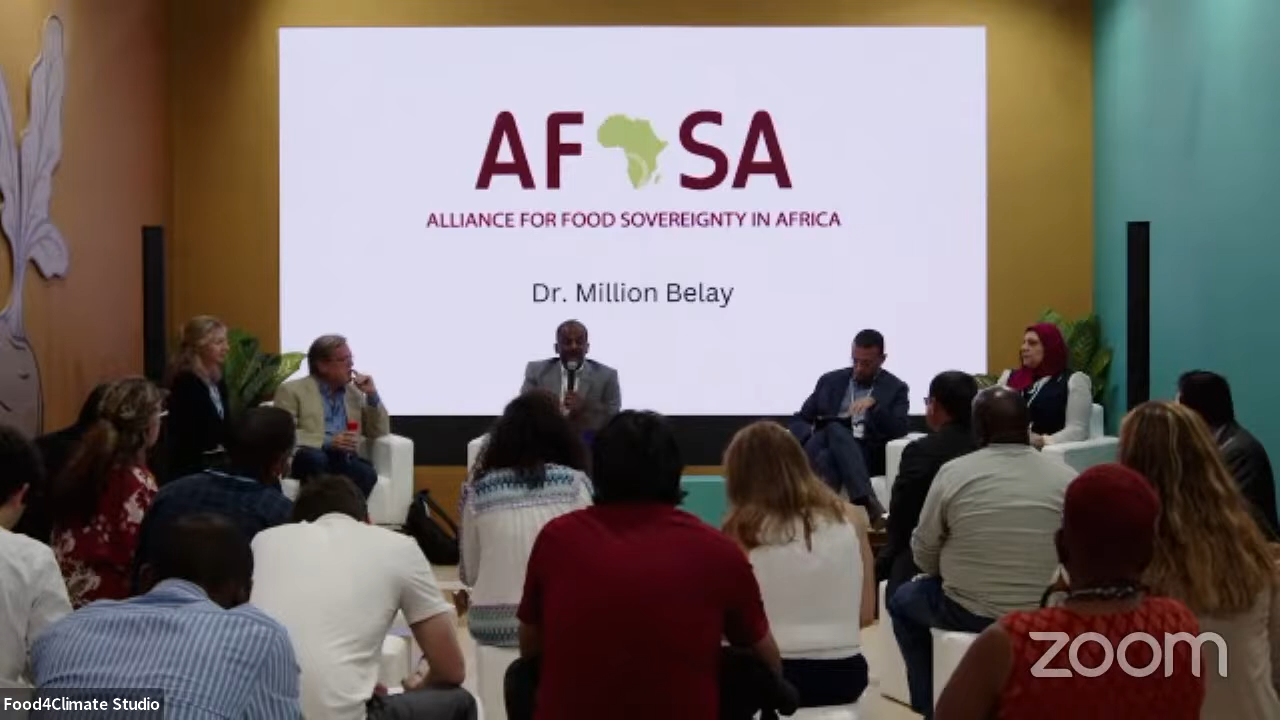 AF SA
ALLIANCE FOR FOOD SOVEREIGNTY IN AFRICA
Dr. Million Belay
zoom
Food4Climate Studio